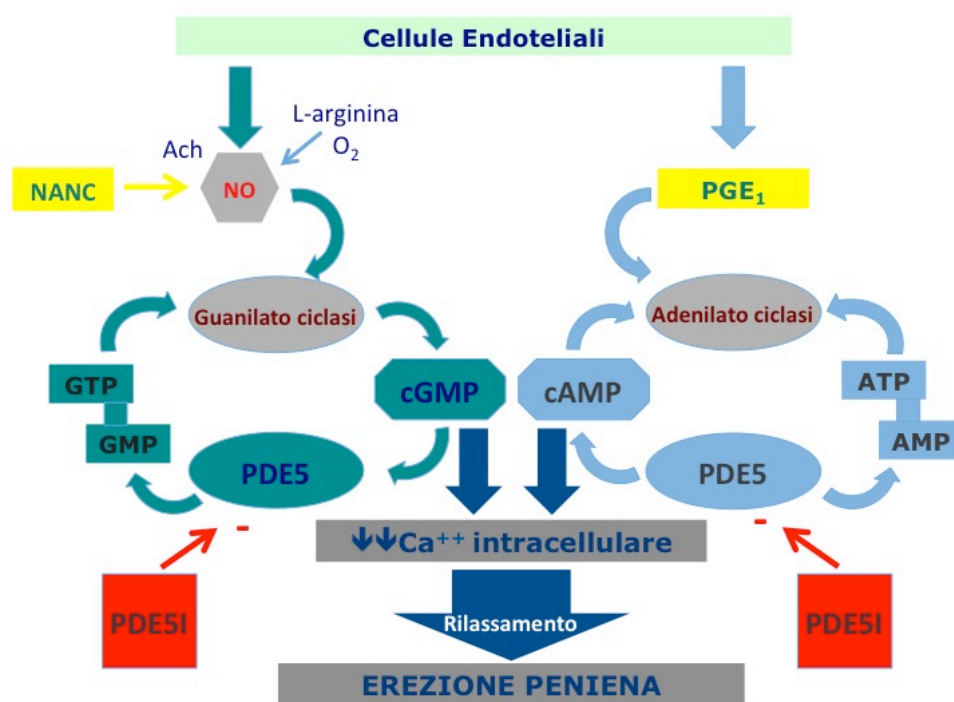 Cellule Endoteliali
L-arginina
O₂
Ach
NANC
NO
PGE₁
Guanilato ciclasi
Adenilato ciclasi
GTP
cGMP
cAMP
ATP
GMP
AMP
PDE5
PDE5
-
-
↓↓Ca⁺⁺ intracellulare
PDE5I
Rilassamento
PDE5I
EREZIONE PENIENA